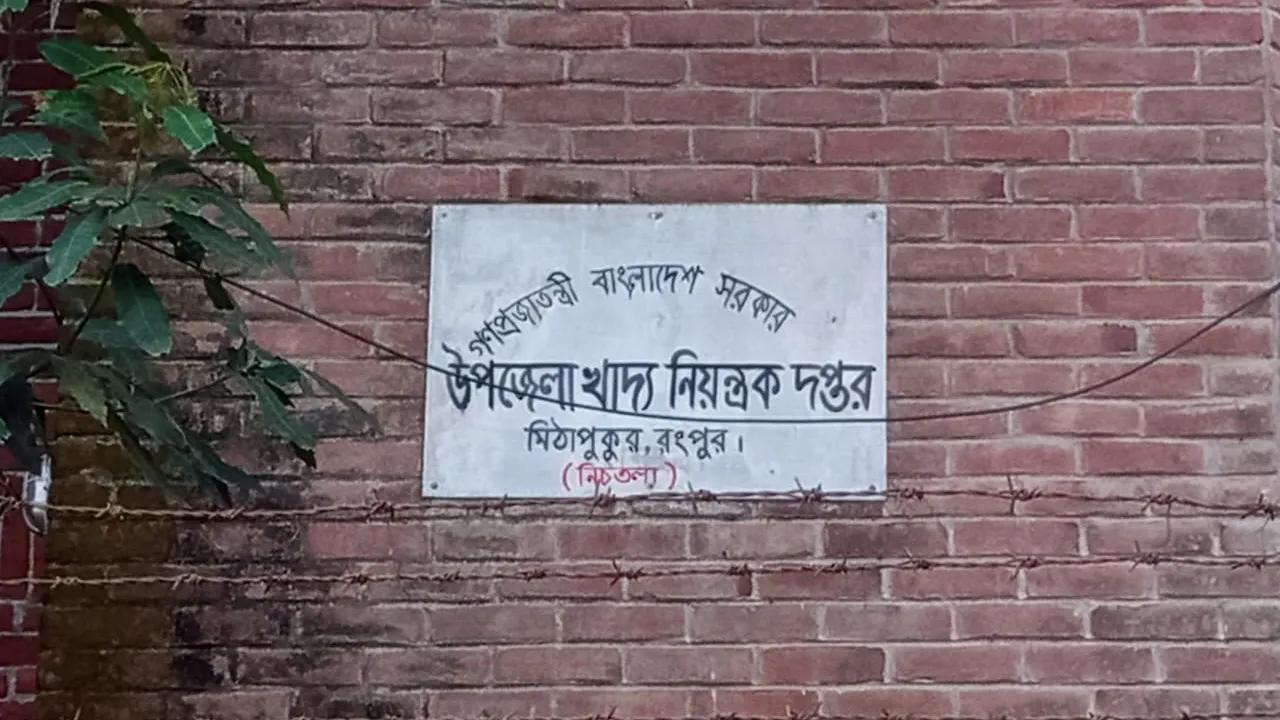 গণপ্রজাতন্ত্রী বাংলাদেশ সরকার
উপজেলা খাদ্য নিয়ন্ত্রক দপ্তর
মিঠাপুকুর, রংপুর।
(নিচতলা)